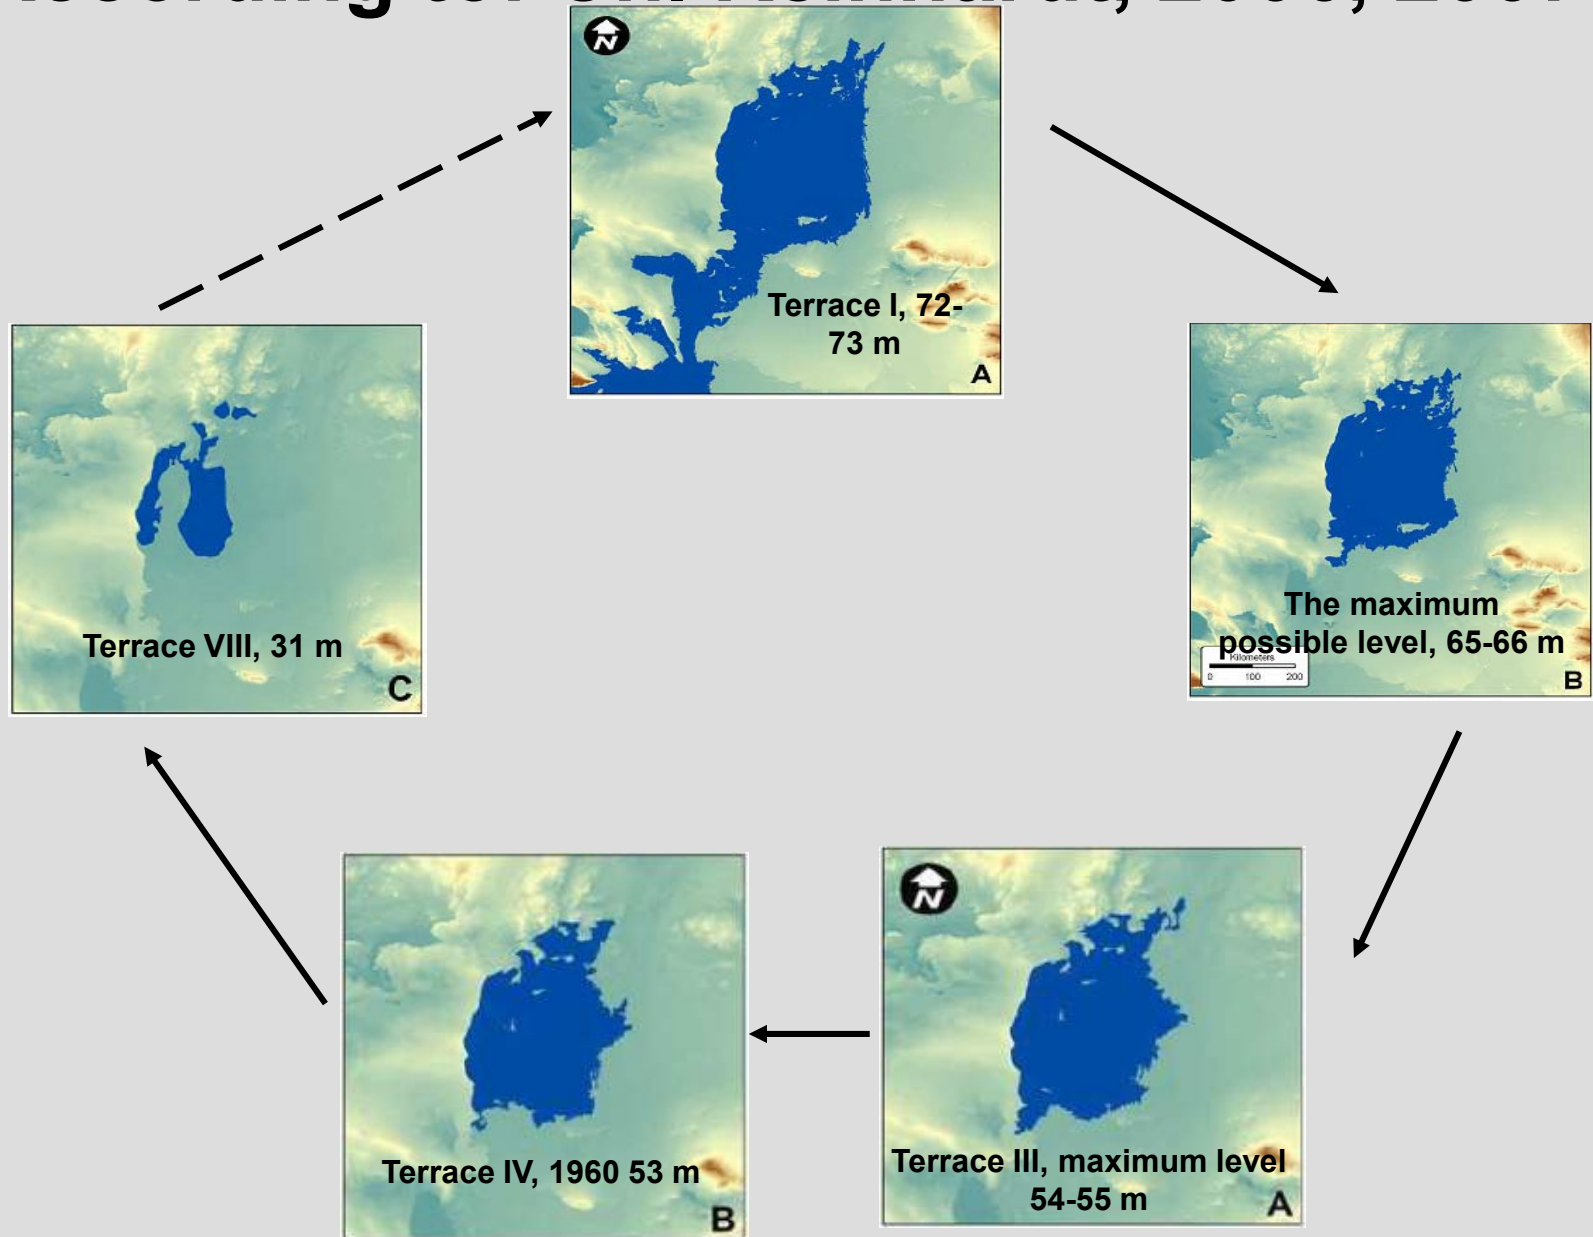 N
Terrace I, 72-
73 m
A
The maximum
possible level, 65-66 m
Kilometers
0 100 200
B
Terrace VIII, 31 m
C
N
Terrace III, maximum level
54-55 m
A
Terrace IV, 1960 53 m
B